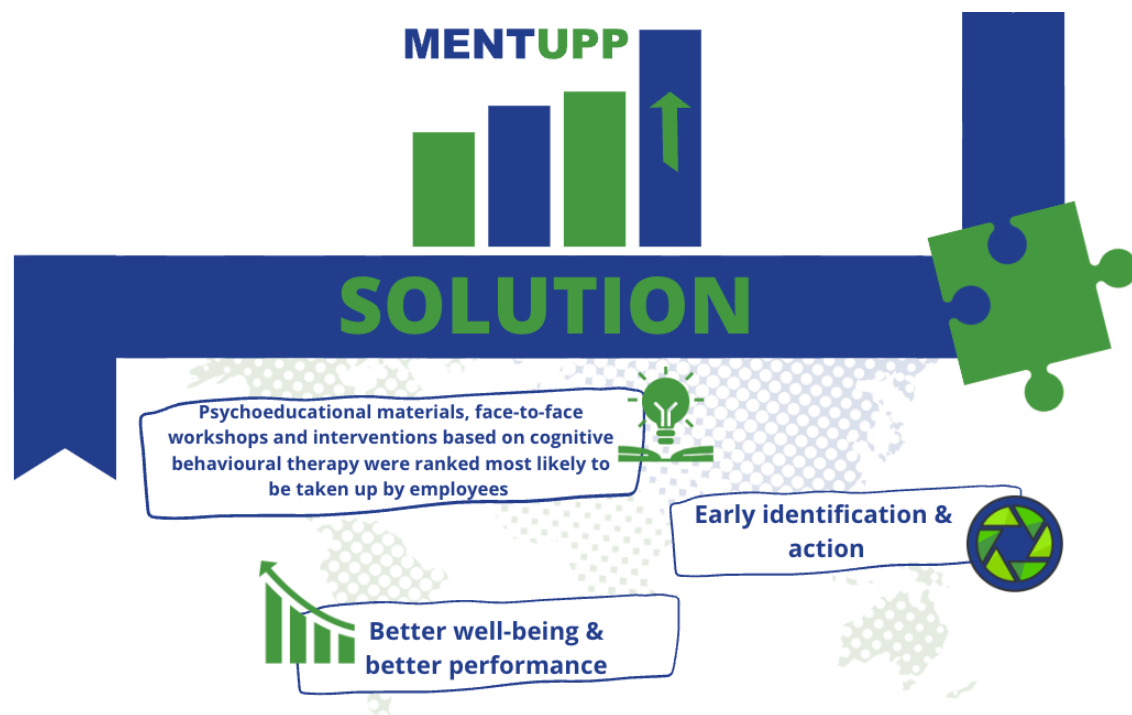 MENTUPP
SOLUTION
Psychoeducational materials, face-to-face
workshops and interventions based on cognitive
behavioural therapy were ranked most likely to
be taken up by employees
Early identification &
action
Better well-being &
better performance